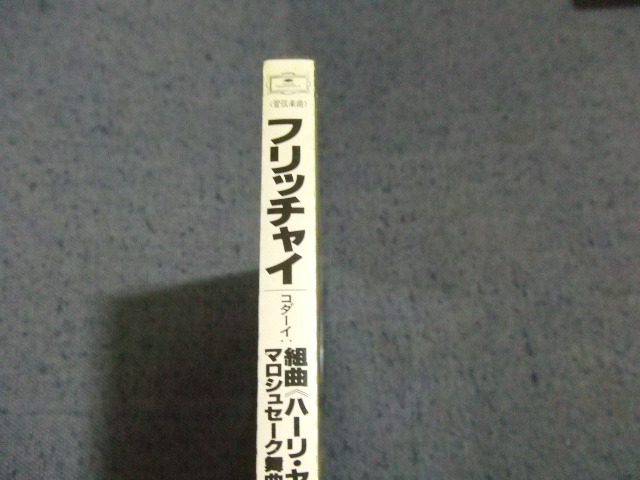 〈管弦楽曲〉
フリッチャイ
コダーイ:
組曲《ハーリ・ヤ
マロシュセーク舞曲